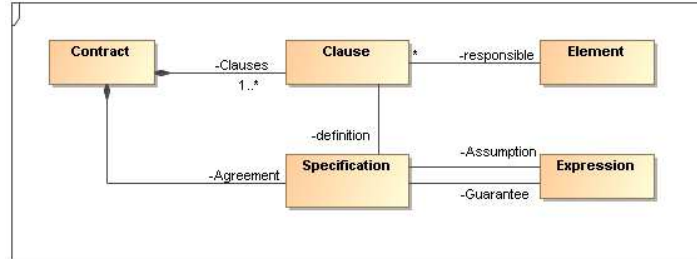 Contract
Clause
*
-responsible
Element
-Clauses
1..*
-definition
Specification
-Assumption
Expression
-Agreement
-Guarantee